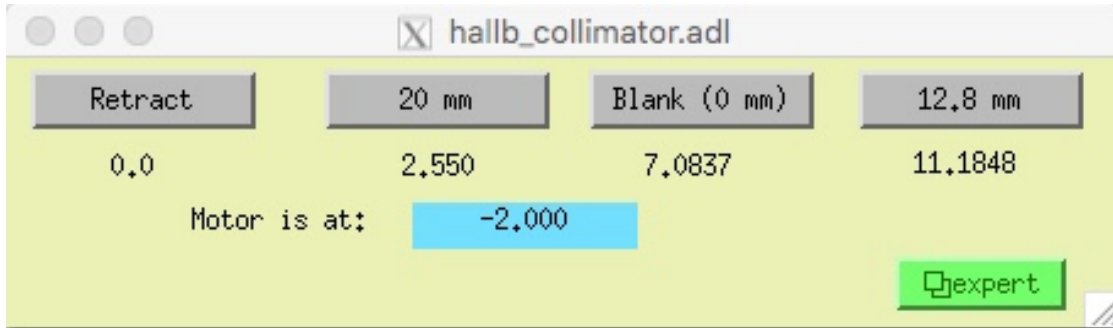 hallb_collimator.adl
Retract 20 mm Blank (0 mm) 12.8 mm
0.0 2.550 7.0837 11.1848
Motor is at: -2.000
expert